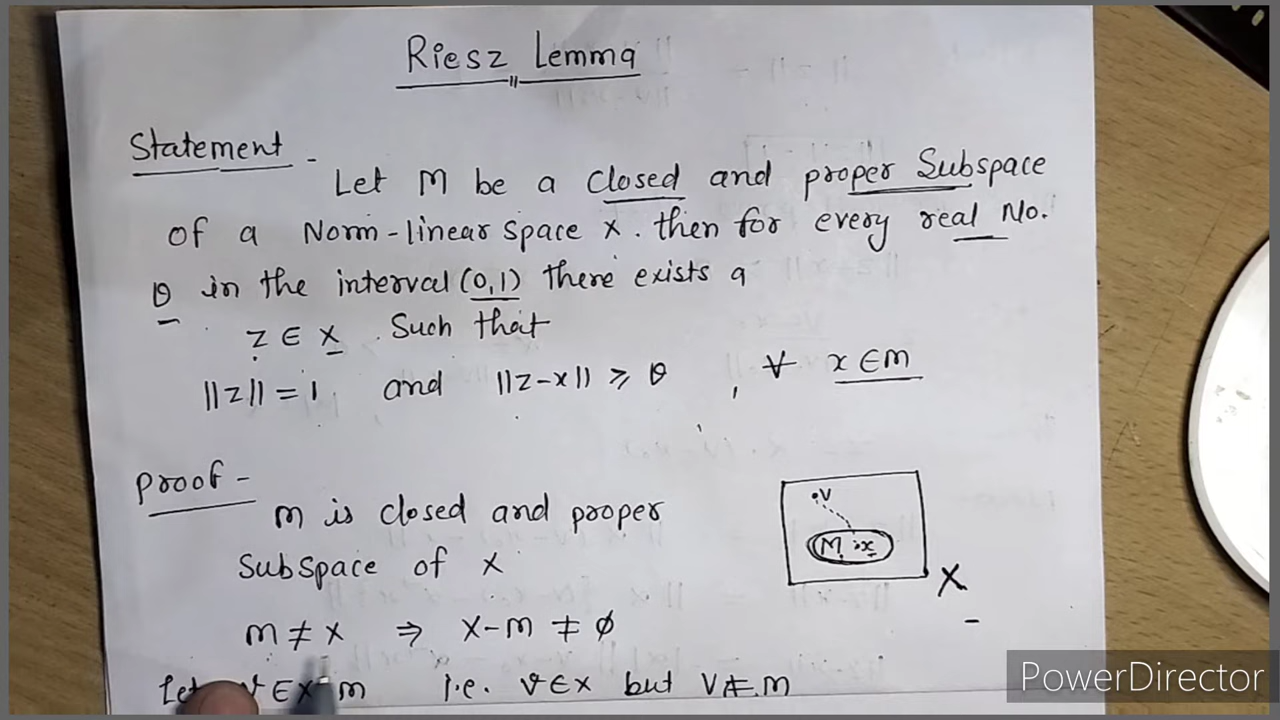 Riesz Lemma
Statement -
Let M be a closed and proper Subspace
of a Norm-linear space X. then for every real No.
θ in the interval (0,1) there exists a
z ∈ X. Such that
||z|| = 1 and ||z-x|| ≥ θ , ∀ x ∈ M
Proof -
M is closed and proper
Subspace of X
M ≠ X ⇒ X-M ≠ ϕ
.v
M .x
X
Let v ∈ X-M i.e. v ∈ X but v ∉ M
PowerDirector